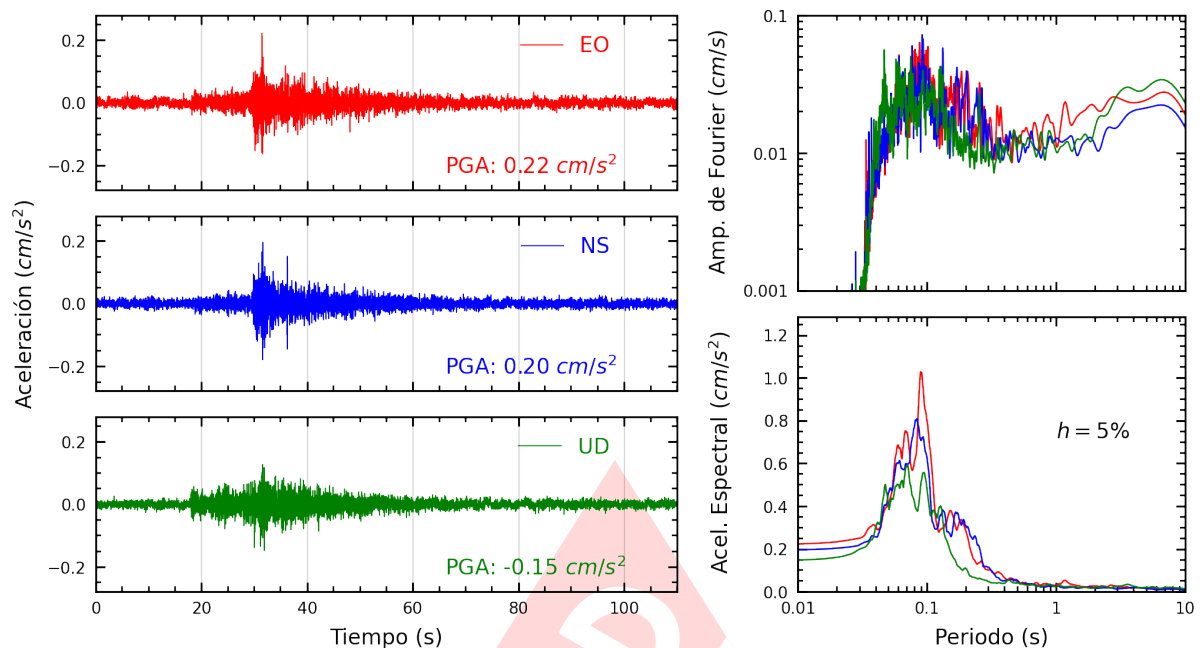 Aceleración (cm/s²)
0.2
0.0
−0.2
EO
PGA: 0.22 cm/s²
0.2
0.0
−0.2
NS
PGA: 0.20 cm/s²
0.2
0.0
−0.2
UD
PGA: -0.15 cm/s²
0 20 40 60 80 100
Tiempo (s)
Amp. de Fourier (cm/s)
0.1
0.01
0.001
Acel. Espectral (cm/s²)
1.2
1.0
0.8
0.6
0.4
0.2
0.0
h = 5%
0.01 0.1 1 10
Periodo (s)